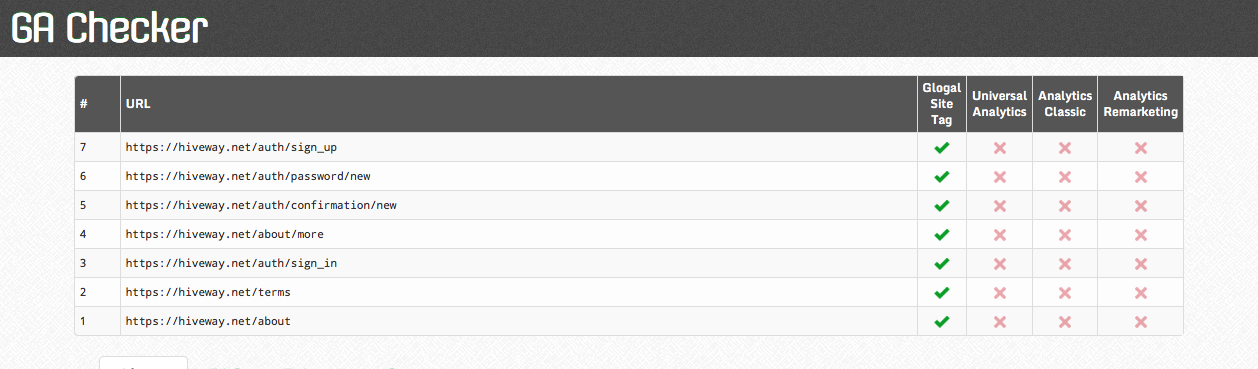 GA Checker
# URL Glogal Site Tag Universal Analytics Analytics Classic Analytics Remarketing
7 https://hiveway.net/auth/sign_up
6 https://hiveway.net/auth/password/new
5 https://hiveway.net/auth/confirmation/new
4 https://hiveway.net/about/more
3 https://hiveway.net/auth/sign_in
2 https://hiveway.net/terms
1 https://hiveway.net/about